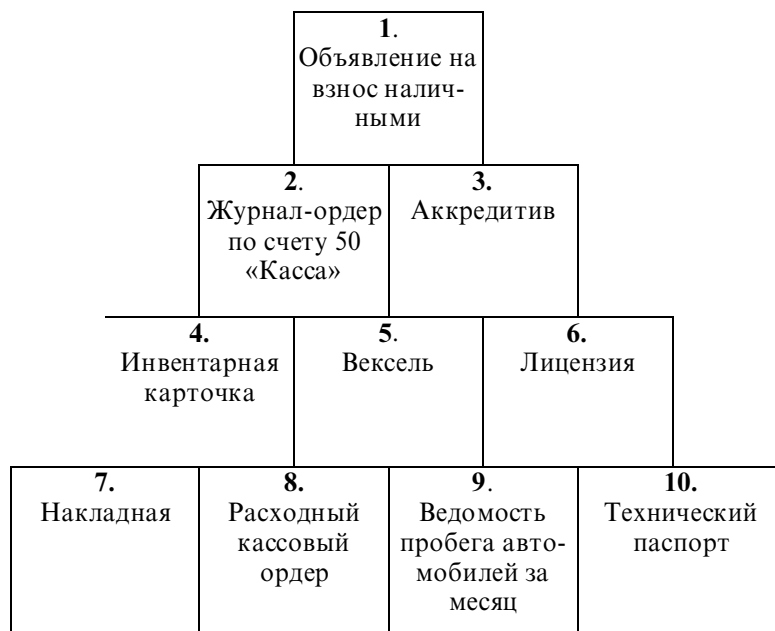 1.
Объявление на
взнос налич-
ными
2.
Журнал-ордер
по счету 50
«Касса»
3.
Аккредитив
4.
Инвентарная
карточка
5.
Вексель
6.
Лицензия
7.
Накладная
8.
Расходный
кассовый
ордер
9.
Ведомость
пробега авто-
мобилей за
месяц
10.
Технический
паспорт